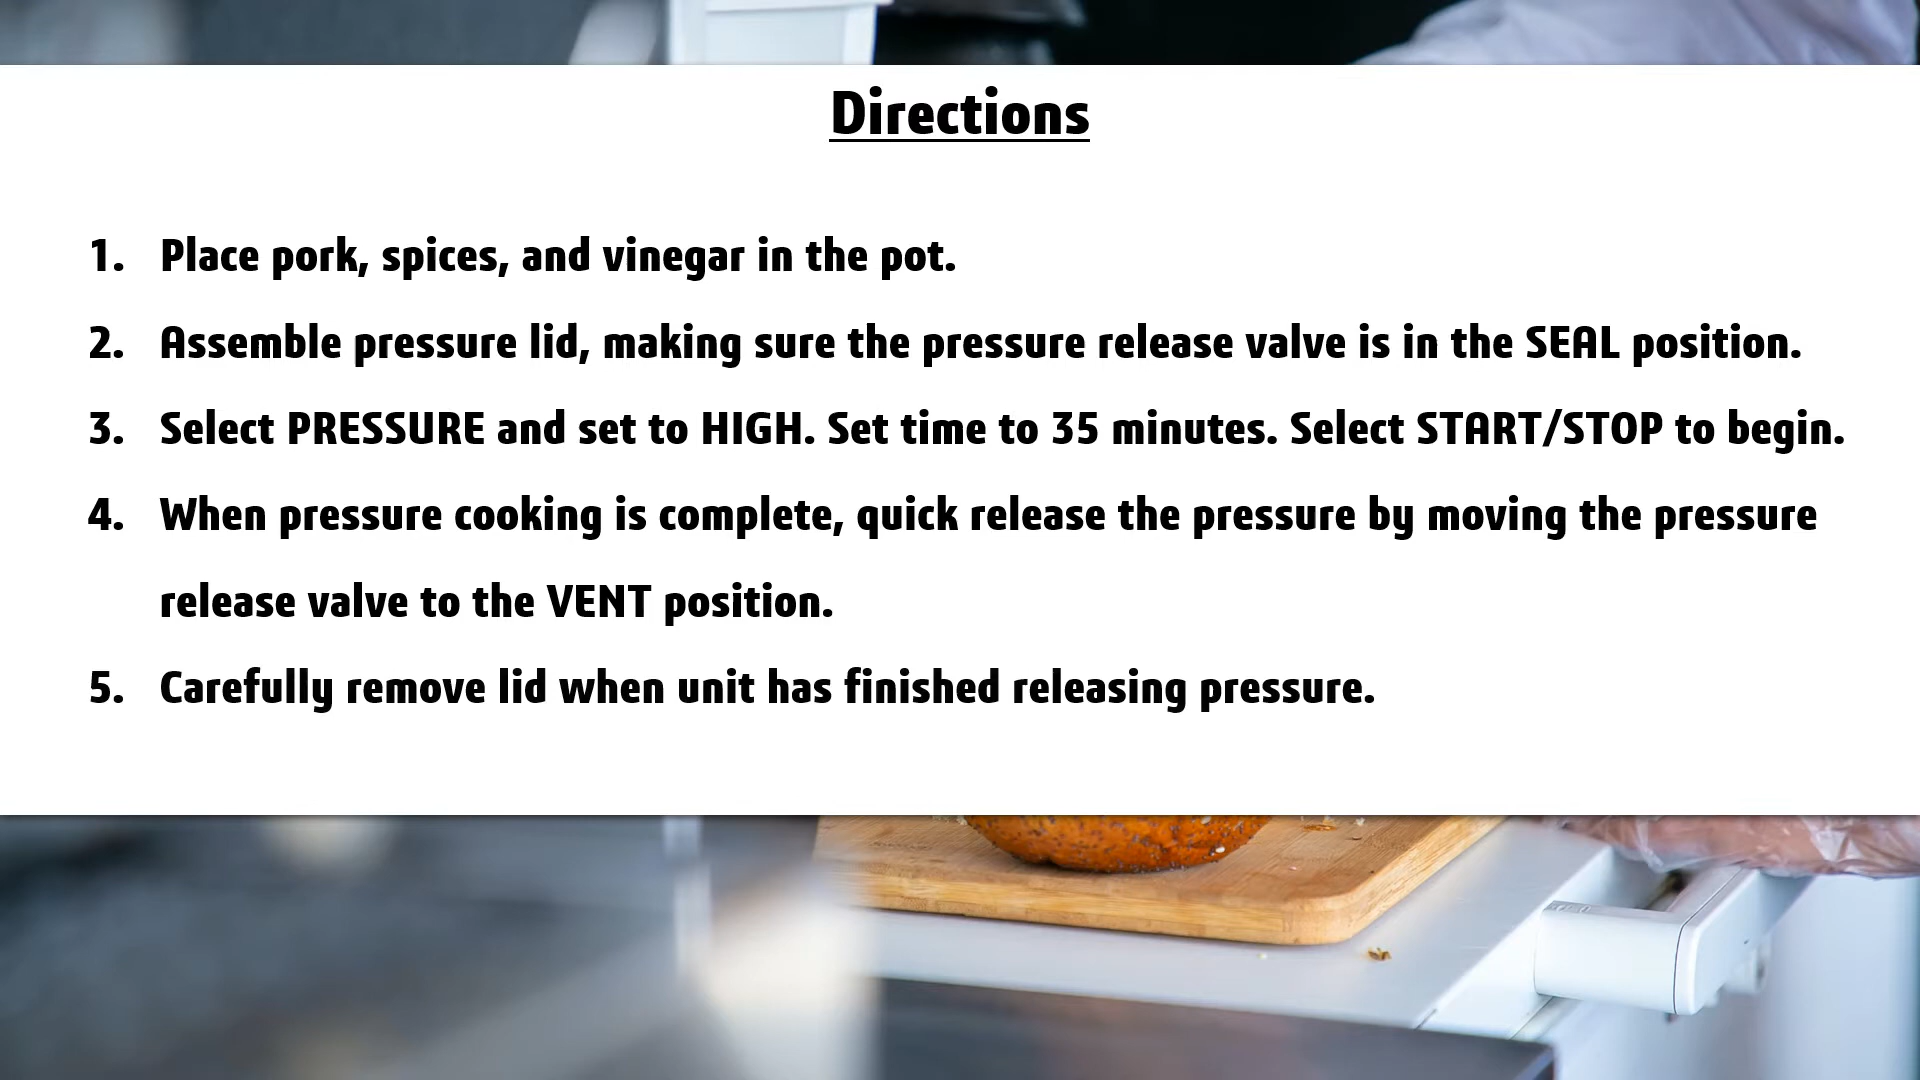 Directions
1. Place pork, spices, and vinegar in the pot.
2. Assemble pressure lid, making sure the pressure release valve is in the SEAL position.
3. Select PRESSURE and set to HIGH. Set time to 35 minutes. Select START/STOP to begin.
4. When pressure cooking is complete, quick release the pressure by moving the pressure
release valve to the VENT position.
5. Carefully remove lid when unit has finished releasing pressure.